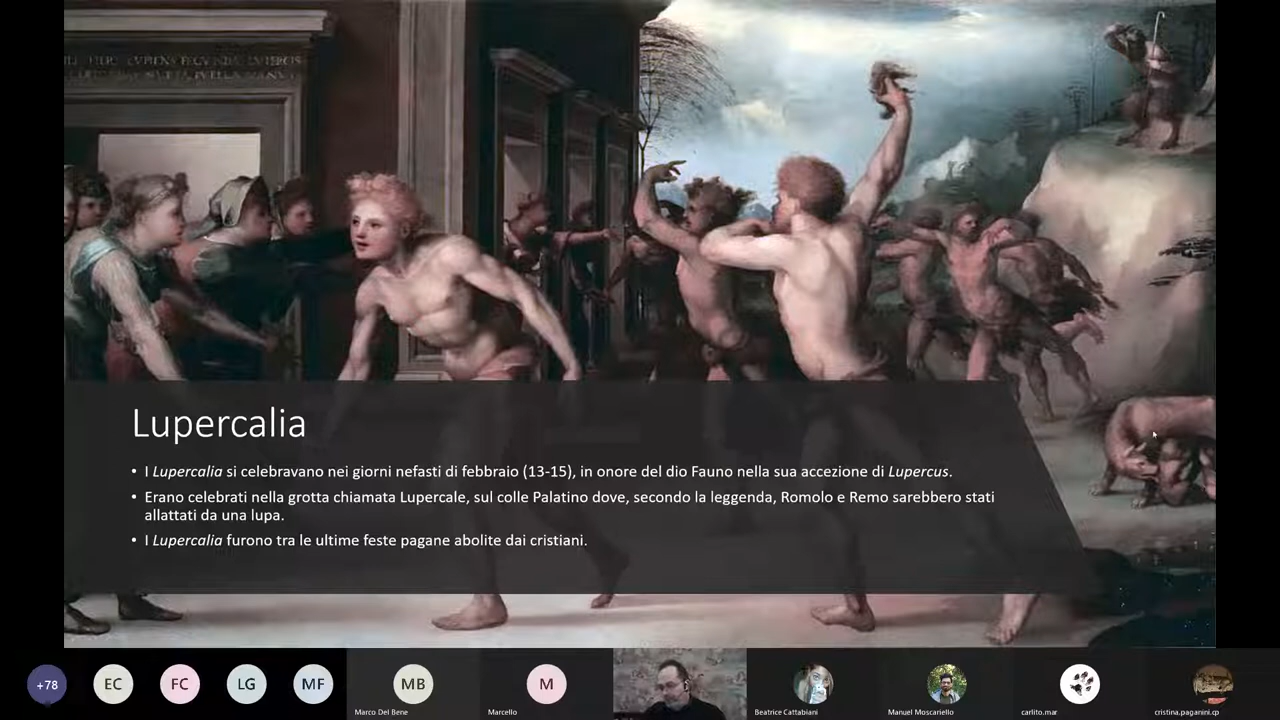 Lupercalia
• I Lupercalia si celebravano nei giorni nefasti di febbraio (13-15), in onore del dio Fauno nella sua accezione di Lupercus.
• Erano celebrati nella grotta chiamata Lupercale, sul colle Palatino dove, secondo la leggenda, Romolo e Remo sarebbero stati
allattati da una lupa.
• I Lupercalia furono tra le ultime feste pagane abolite dai cristiani.
+78
EC
FC
LG
MF
MB
M
Marco Del Bene
Marcello
Beatrice Cattabiani
Manuel Moscariello
carlito.mar
cristina.paganini.cp